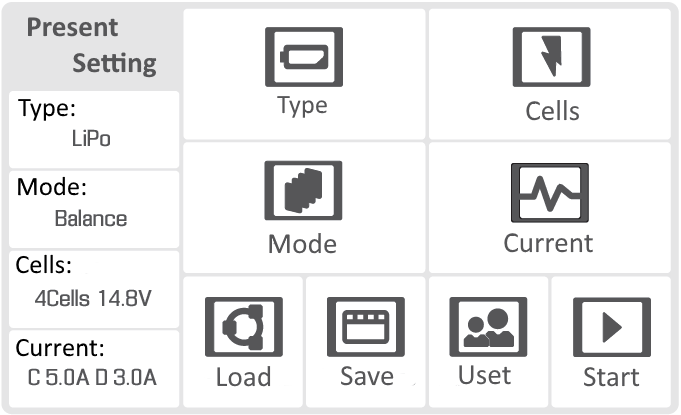 Present
Setting
Type:
LiPo
Mode:
Balance
Cells:
4Cells 14.8V
Current:
C 5.0A D 3.0A
Type
Cells
Mode
Current
Load
Save
Uset
Start